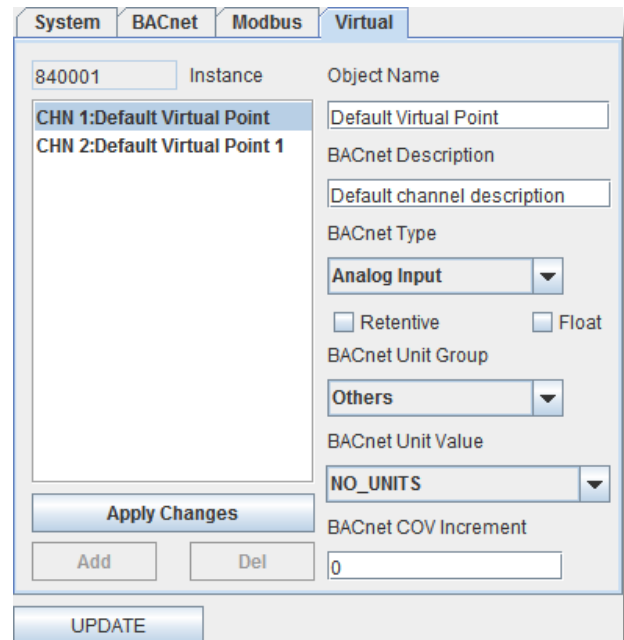 System BACnet Modbus Virtual
840001 Instance
CHN 1:Default Virtual Point
CHN 2:Default Virtual Point 1
Apply Changes
Add Del
Object Name
Default Virtual Point
BACnet Description
Default channel description
BACnet Type
Analog Input
Retentive Float
BACnet Unit Group
Others
BACnet Unit Value
NO_UNITS
BACnet COV Increment
0
UPDATE